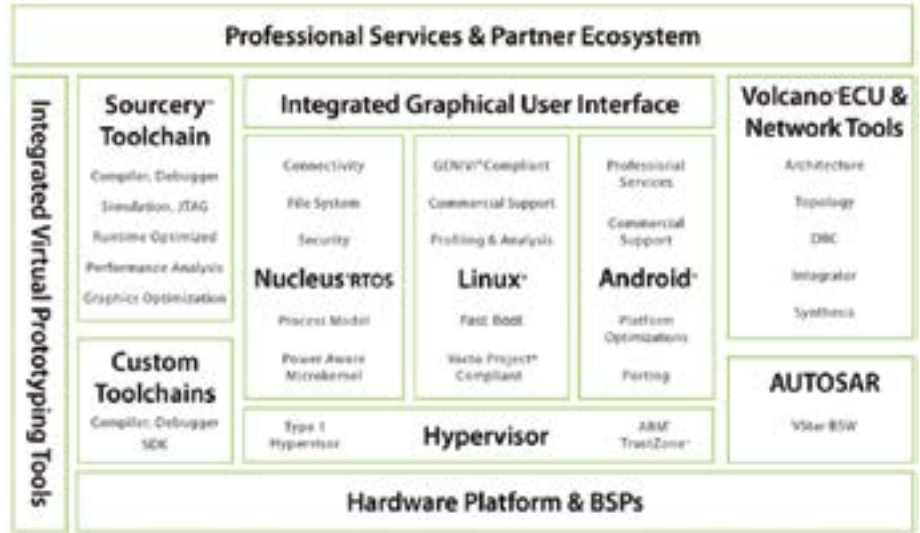 Professional Services & Partner Ecosystem
Integrated Virtual Prototyping Tools
Sourcery™
Toolchain
Compiler, Debugger
Simulation, JTAG
Runtime Optimized
Performance Analysis
Graphics Optimization
Custom
Toolchains
Compiler, Debugger
SDK
Integrated Graphical User Interface
Connectivity
File System
Security
Nucleus® RTOS
Process Model
Power Aware
Microkernel
GENIVI® Compliant
Commercial Support
Profiling & Analysis
Linux®
Fast Boot
Yocto Project®
Compliant
Professional
Services
Commercial
Support
Android™
Platform
Optimizations
Porting
Type 1
Hypervisor
Hypervisor
ARM®
TrustZone®
Volcano® ECU &
Network Tools
Architecture
Topology
DBC
Integrator
Synthesis
AUTOSAR
VStar BSW
Hardware Platform & BSPs